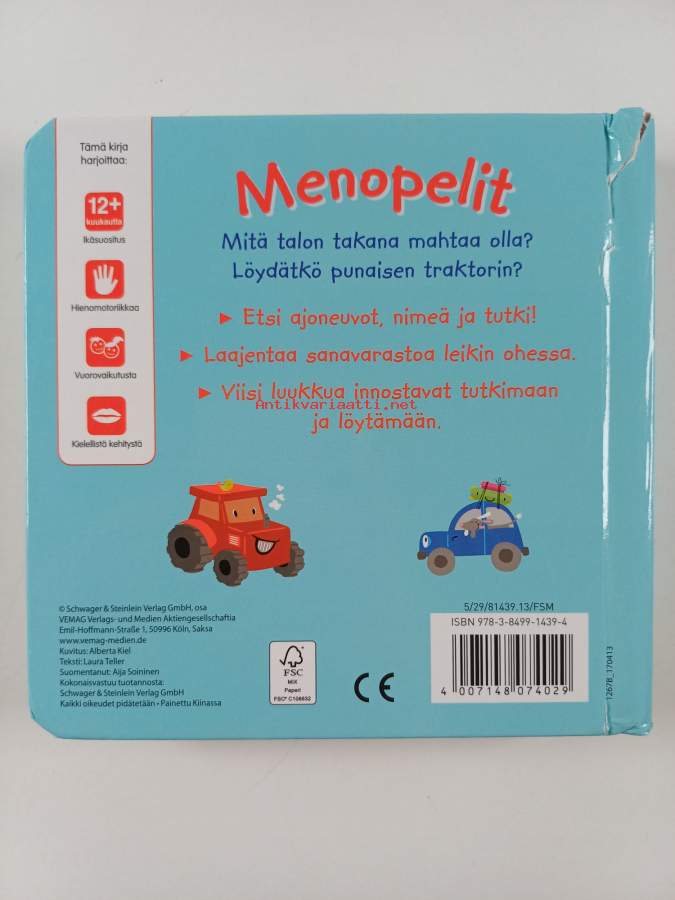 Tämä kirja
harjoittaa:
12+
kuukautta
Ikäsuositus
Hienomotoriikkaa
Vuorovaikutusta
Kielellistä kehitystä
Menopelit
Mitä talon takana mahtaa olla?
Löydätkö punaisen traktorin?
► Etsi ajoneuvot, nimeä ja tutki!
► Laajentaa sanavarastoa leikin ohessa.
► Viisi luukkua innostavat tutkimaan
ja löytämään.
Antikvariaatti.net
© Schwager & Steinlein Verlag GmbH, osa
VEMAG Verlags- und Medien Aktiengesellschaftia
Emil-Hoffmann-Straße 1, 50996 Köln, Saksa
www.vemag-medien.de
Kuvitus: Alberta Kiel
Teksti: Laura Teller
Suomentanut: Aija Soininen
Kokonaisvastuu tuotannosta:
Schwager & Steinlein Verlag GmbH
Kaikki oikeudet pidätetään • Painettu Kiinassa
FSC
MIX
Paperi
FSC® C106632
CE
5/29/81439.13/FSM
ISBN 978-3-8499-1439-4
4 007148 074029
12678_170413